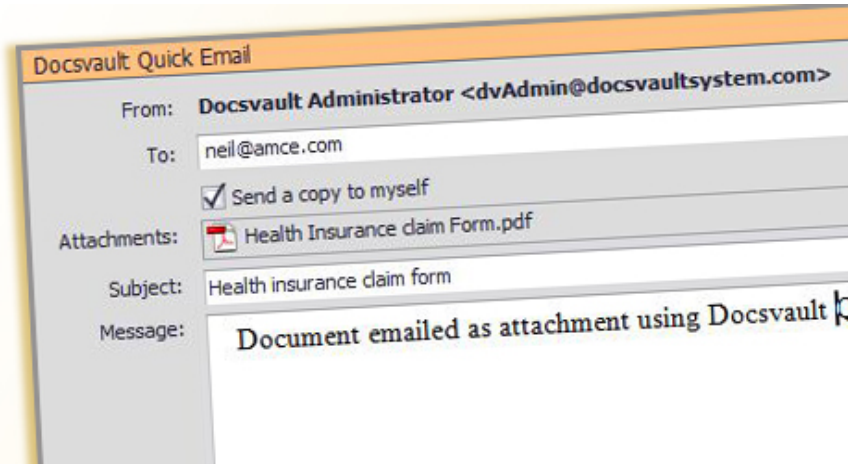 Docsvault Quick Email
From: Docsvault Administrator <dvAdmin@docsvaultsystem.com>
To: neil@amce.com
Send a copy to myself
Attachments: Health Insurance claim Form.pdf
Subject: Health insurance claim form
Message: Document emailed as attachment using Docsvault